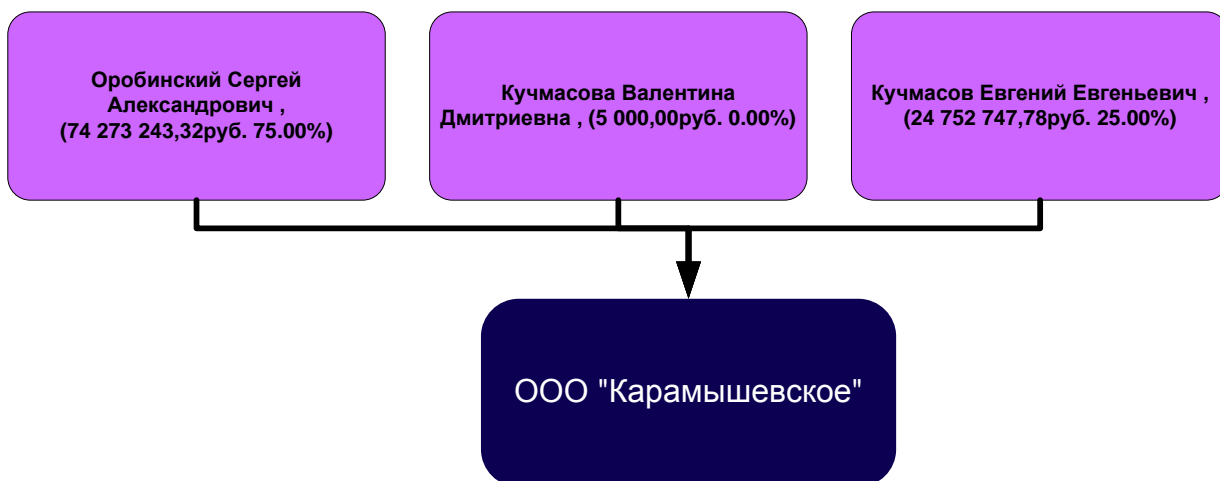 Оробинский Сергей
Александрович ,
(74 273 243,32руб. 75.00%)
Кучмасова Валентина
Дмитриевна , (5 000,00руб. 0.00%)
Кучмасов Евгений Евгеньевич ,
(24 752 747,78руб. 25.00%)
ООО "Карамышевское"